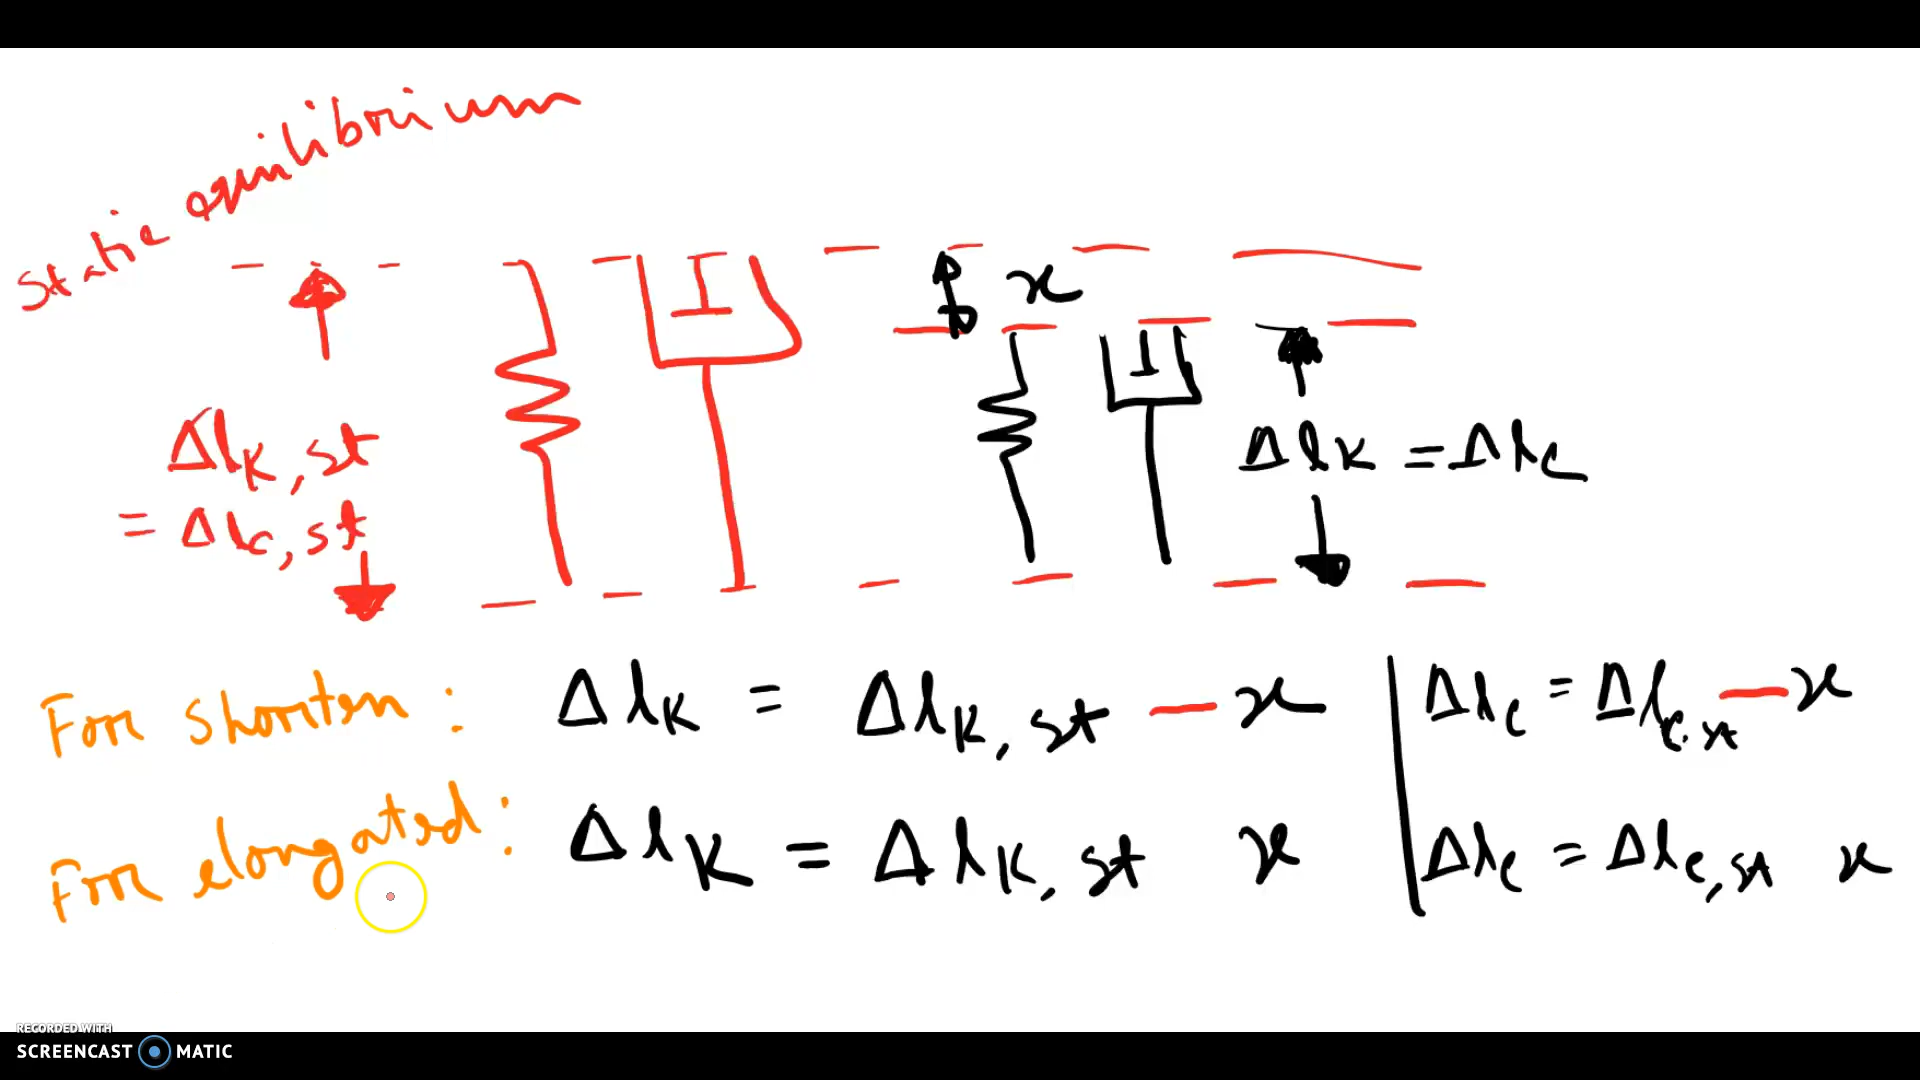 Static equilibrium
x
Δl_K,st
= Δl_c,st
Δl_K = Δl_c
For shorten: Δl_K = Δl_K,st − x | Δl_c = Δl_c,st − x
For elongated: Δl_K = Δl_K,st x | Δl_c = Δl_c,st x
RECORDED WITH
SCREENCAST MATIC